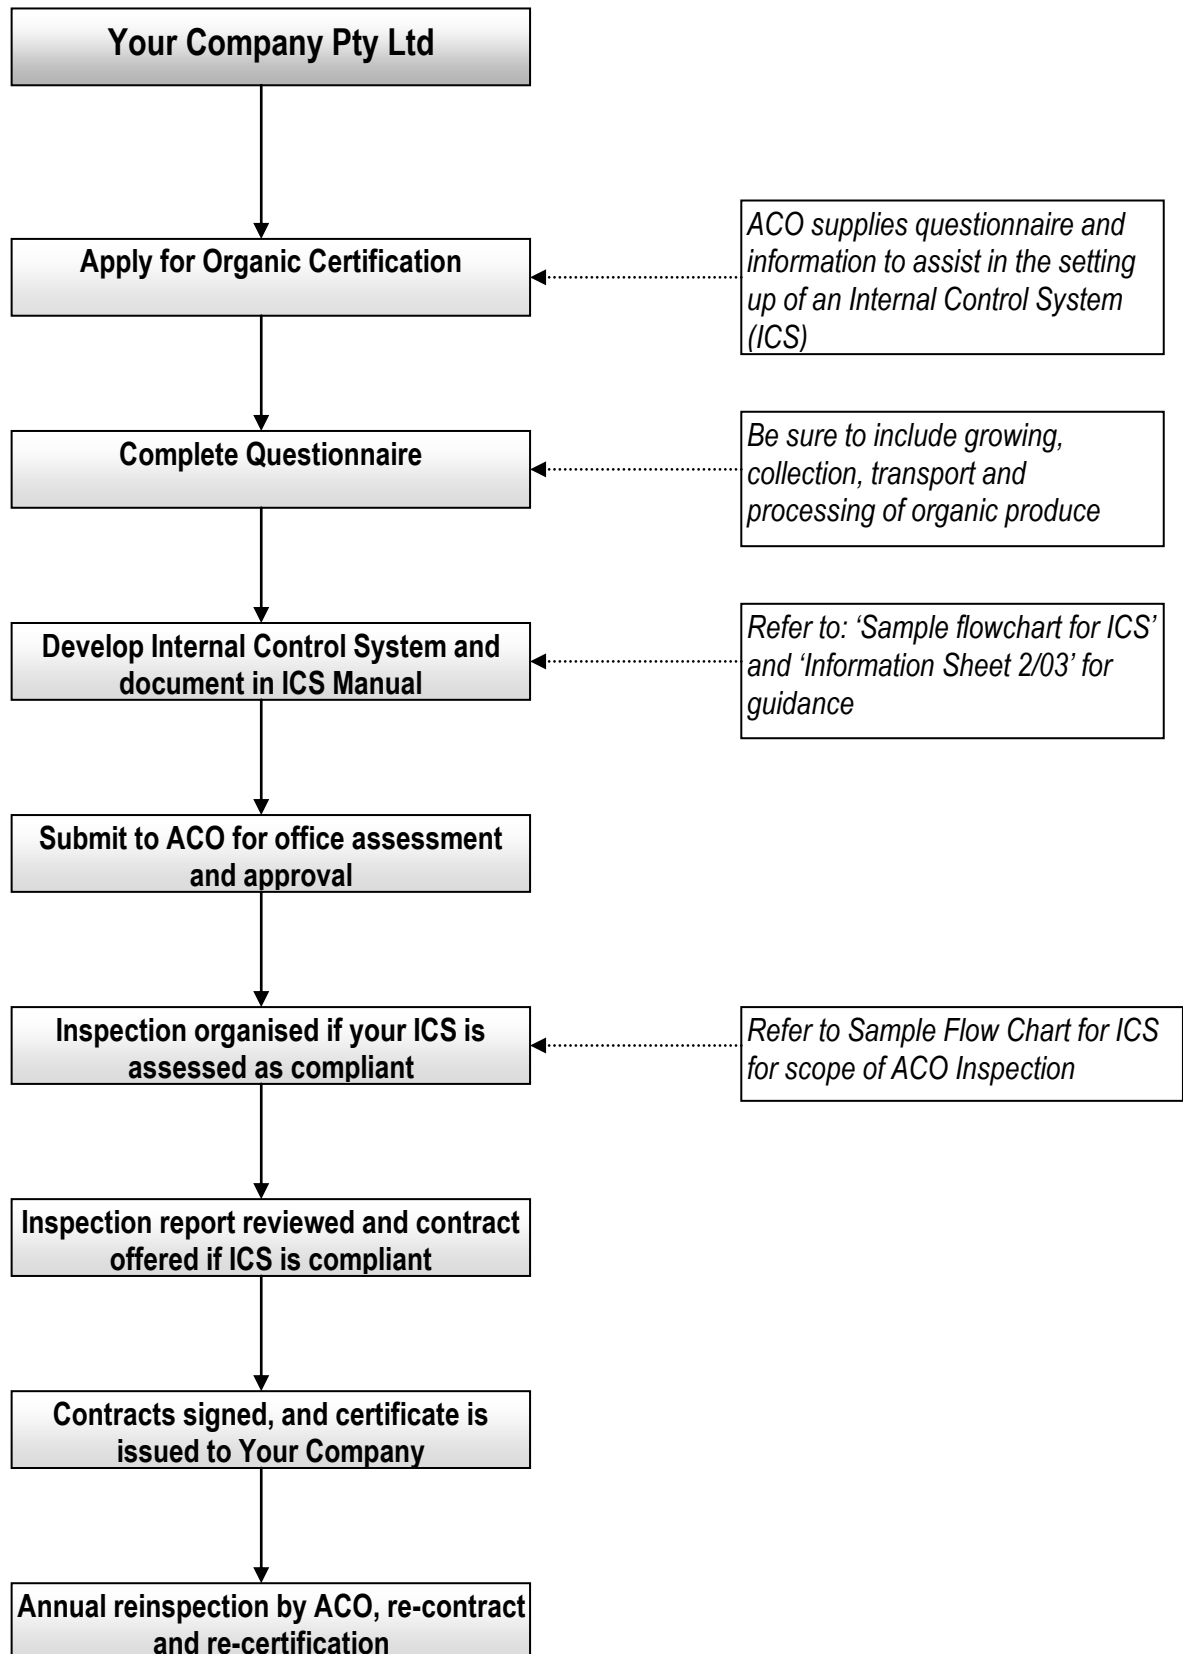 Your Company Pty Ltd
Apply for Organic Certification
ACO supplies questionnaire and
information to assist in the setting
up of an Internal Control System
(ICS)
Complete Questionnaire
Be sure to include growing,
collection, transport and
processing of organic produce
Develop Internal Control System and
document in ICS Manual
Refer to: ‘Sample flowchart for ICS’
and ‘Information Sheet 2/03’ for
guidance
Submit to ACO for office assessment
and approval
Inspection organised if your ICS is
assessed as compliant
Refer to Sample Flow Chart for ICS
for scope of ACO Inspection
Inspection report reviewed and contract
offered if ICS is compliant
Contracts signed, and certificate is
issued to Your Company
Annual reinspection by ACO, re-contract
and re-certification